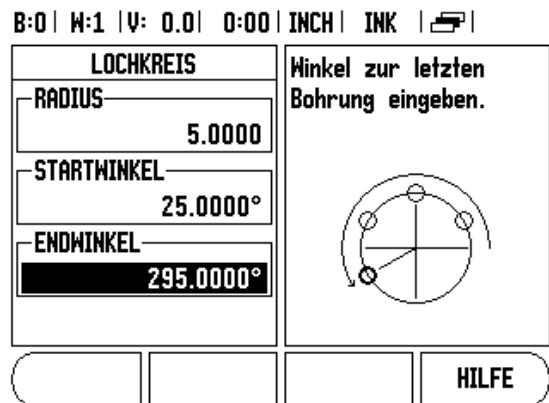 B:0 | W:1 | V: 0.0 | 0:00 | INCH | INK |
LOCHKREIS
RADIUS
5.0000
STARTWINKEL
25.0000°
ENDWINKEL
295.0000°
Winkel zur letzten
Bohrung eingeben.
HILFE